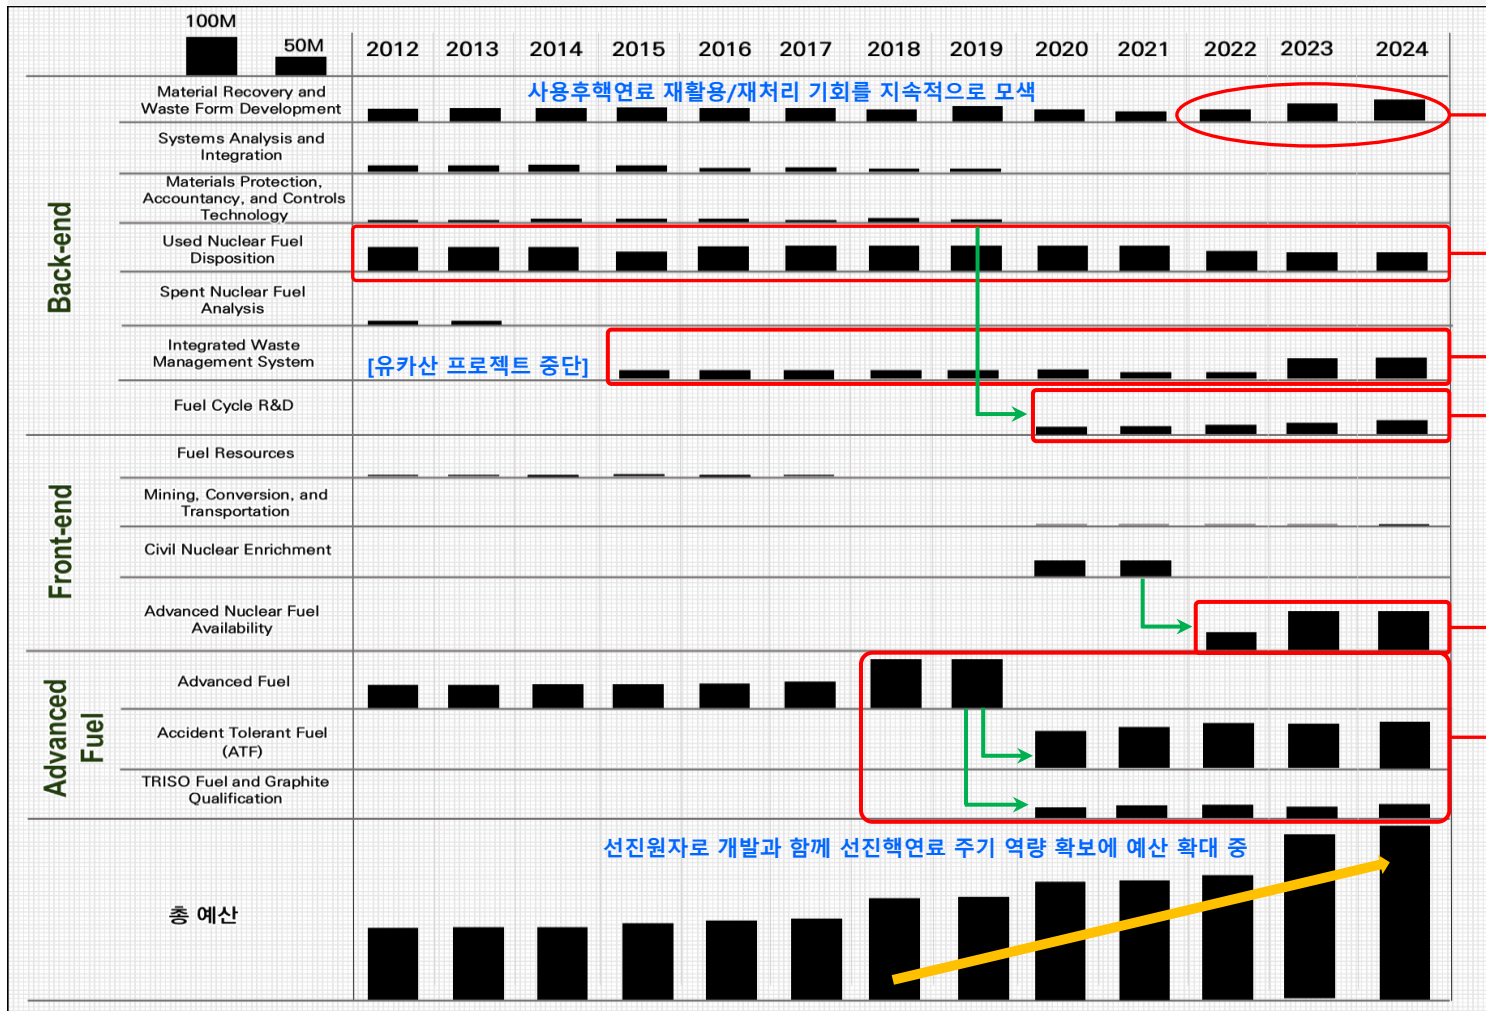 100M
50M
2012 2013 2014 2015 2016 2017 2018 2019 2020 2021 2022 2023 2024
Back-end
Material Recovery and
Waste Form Development
사용후핵연료 재활용/재처리 기회를 지속적으로 모색
Systems Analysis and
Integration
Materials Protection,
Accountancy, and Controls
Technology
Used Nuclear Fuel
Disposition
Spent Nuclear Fuel
Analysis
Integrated Waste
Management System
[유카산 프로젝트 중단]
Fuel Cycle R&D
Front-end
Fuel Resources
Mining, Conversion, and
Transportation
Civil Nuclear Enrichment
Advanced Nuclear Fuel
Availability
Advanced
Fuel
Advanced Fuel
Accident Tolerant Fuel
(ATF)
TRISO Fuel and Graphite
Qualification
선진원자로 개발과 함께 선진핵연료 주기 역량 확보에 예산 확대 중
총 예산